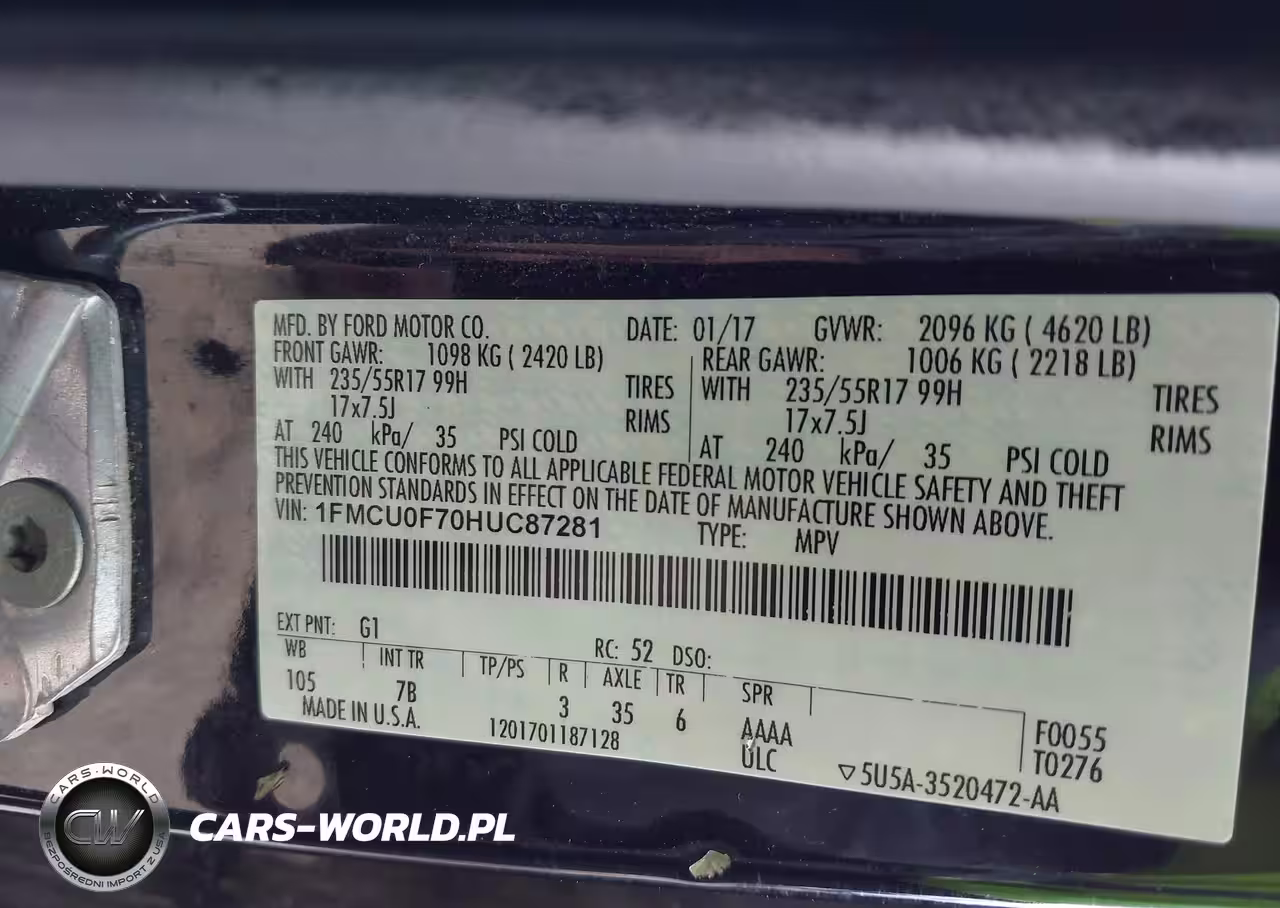 MFD. BY FORD MOTOR CO. DATE: 01/17 GVWR: 2096 KG ( 4620 LB)
FRONT GAWR: 1098 KG ( 2420 LB) REAR GAWR: 1006 KG ( 2218 LB)
WITH 235/55R17 99H TIRES WITH 235/55R17 99H TIRES
17x7.5J RIMS 17x7.5J RIMS
AT 240 kPa/ 35 PSI COLD AT 240 kPa/ 35 PSI COLD
THIS VEHICLE CONFORMS TO ALL APPLICABLE FEDERAL MOTOR VEHICLE SAFETY AND THEFT
PREVENTION STANDARDS IN EFFECT ON THE DATE OF MANUFACTURE SHOWN ABOVE.
VIN: 1FMCU0F70HUC87281 TYPE: MPV
EXT PNT: G1 RC: 52 DSO:
WB INT TR TP/PS R AXLE TR SPR
105 7B 3 35 6 AAAA F0055
MADE IN U.S.A. 1201701187128 ULC T0276
▽5U5A-3520472-AA
CARS-WORLD
CW
BEZPOŚREDNI IMPORT Z USA
CARS-WORLD.PL